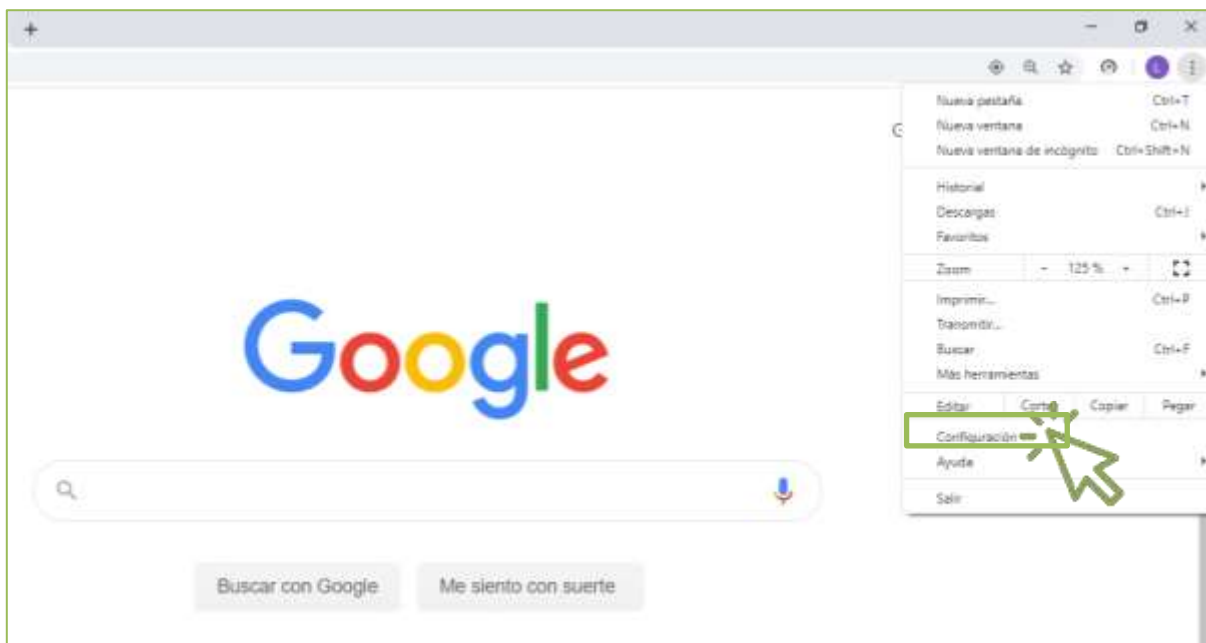 Nueva pestaña Ctrl+T
Nueva ventana Ctrl+N
Nueva ventana de incógnito Ctrl+Shift+N
Historial
Descargas Ctrl+J
Favoritos
Zoom - 125 % +
Imprimir... Ctrl+P
Transmitir...
Buscar Ctrl+F
Más herramientas
Editar Cortar Copiar Pegar
Configuración
Ayuda
Salir
G
L
Google
Buscar con Google Me siento con suerte